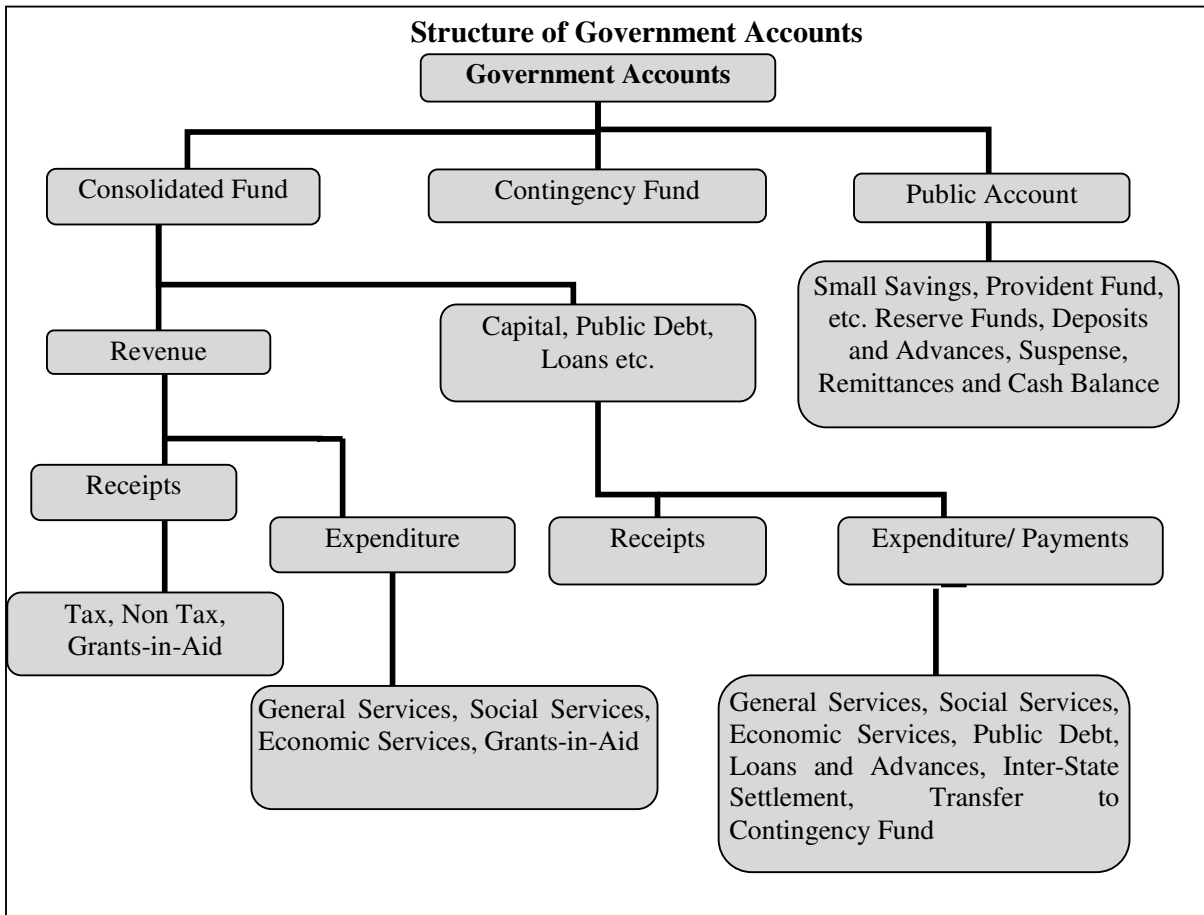 Structure of Government Accounts
Government Accounts
Consolidated Fund
Contingency Fund
Public Account
Small Savings, Provident Fund,
etc. Reserve Funds, Deposits
and Advances, Suspense,
Remittances and Cash Balance
Revenue
Capital, Public Debt,
Loans etc.
Receipts
Expenditure
Receipts
Expenditure/ Payments
Tax, Non Tax,
Grants-in-Aid
General Services, Social Services,
Economic Services, Grants-in-Aid
General Services, Social Services,
Economic Services, Public Debt,
Loans and Advances, Inter-State
Settlement, Transfer to
Contingency Fund